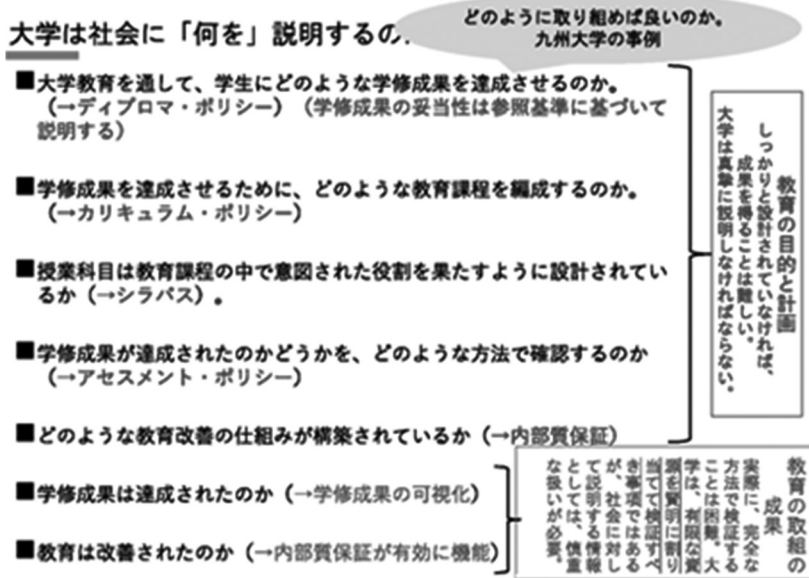 大学は社会に「何を」説明するの
どのように取り組めば良いのか。
九州大学の事例
■大学教育を通して、学生にどのような学修成果を達成させるのか。
（→ディプロマ・ポリシー）（学修成果の妥当性は参照基準に基づいて
説明する）
■学修成果を達成させるために、どのような教育課程を編成するのか。
（→カリキュラム・ポリシー）
■授業科目は教育課程の中で意図された役割を果たすように設計されてい
るか（→シラバス）。
■学修成果が達成されたのかどうかを、どのような方法で確認するのか
（→アセスメント・ポリシー）
■どのような教育改善の仕組みが構築されているか（→内部質保証）
■学修成果は達成されたのか（→学修成果の可視化）
■教育は改善されたのか（→内部質保証が有効に機能）
教育の目的と計画
しっかりと設計されていなければ、
成果を得ることは難しい。
大学は真摯に説明しなければならない。
教育の取組の
成果
実際に、完全な
方法で検証する
ことは困難。大
学は、有限な資
源を賢明に割り
当てて検証すべ
き事項ではある
が、社会に対し
て説明する情報
としては、慎重
な扱いが必要。